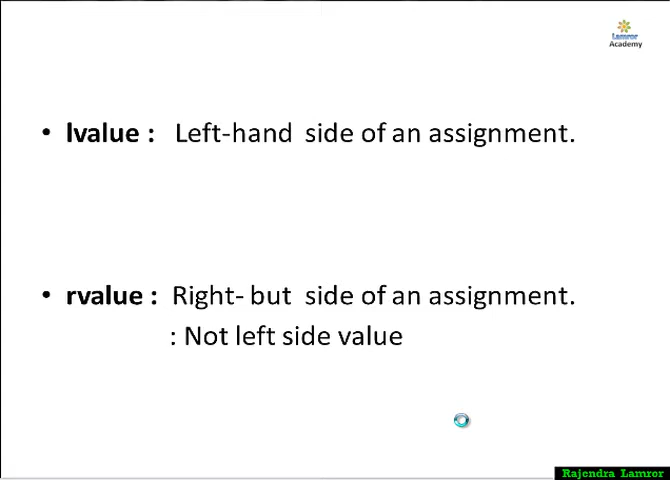 Lamror
Academy
• lvalue : Left-hand side of an assignment.
• rvalue : Right- but side of an assignment.
: Not left side value
Rajendra Lamror